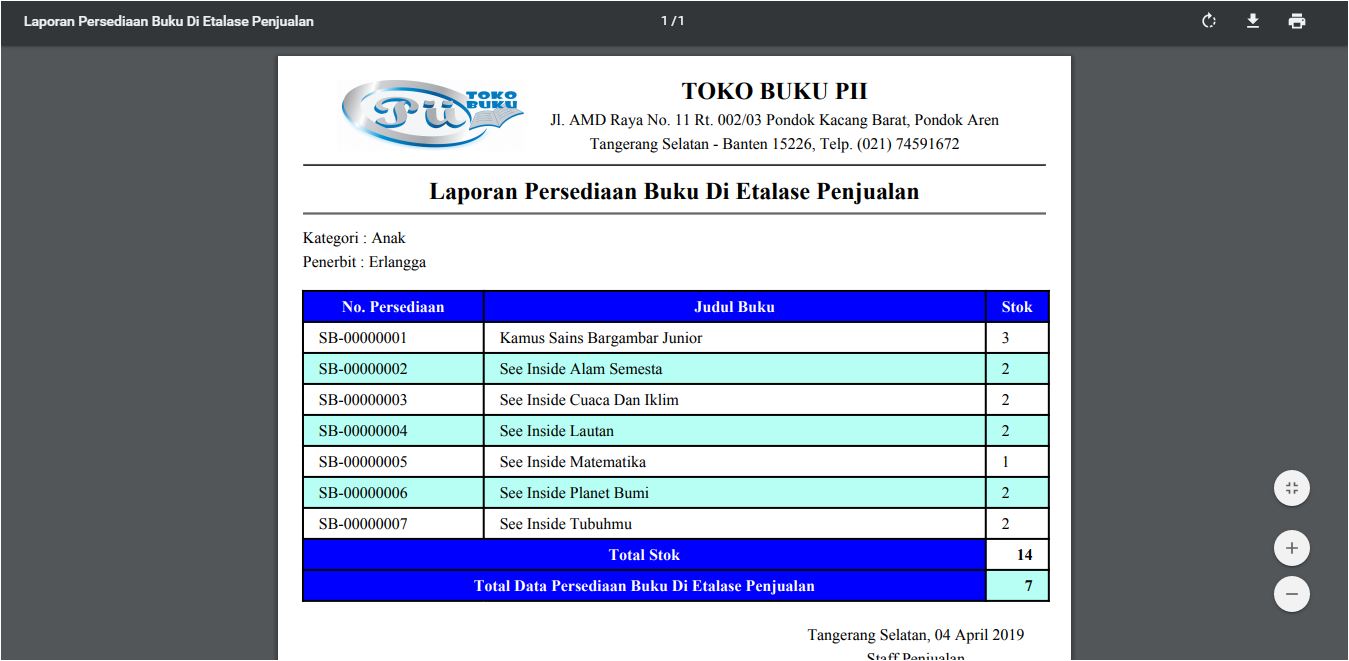 Laporan Persediaan Buku Di Etalase Penjualan
1 / 1
Pii TOKO BUKU
TOKO BUKU PII
Jl. AMD Raya No. 11 Rt. 002/03 Pondok Kacang Barat, Pondok Aren
Tangerang Selatan - Banten 15226, Telp. (021) 74591672
Laporan Persediaan Buku Di Etalase Penjualan
Kategori : Anak
Penerbit : Erlangga
No. Persediaan Judul Buku Stok
SB-00000001 Kamus Sains Bargambar Junior 3
SB-00000002 See Inside Alam Semesta 2
SB-00000003 See Inside Cuaca Dan Iklim 2
SB-00000004 See Inside Lautan 2
SB-00000005 See Inside Matematika 1
SB-00000006 See Inside Planet Bumi 2
SB-00000007 See Inside Tubuhmu 2
Total Stok 14
Total Data Persediaan Buku Di Etalase Penjualan 7
Tangerang Selatan, 04 April 2019
Staff Penjualan